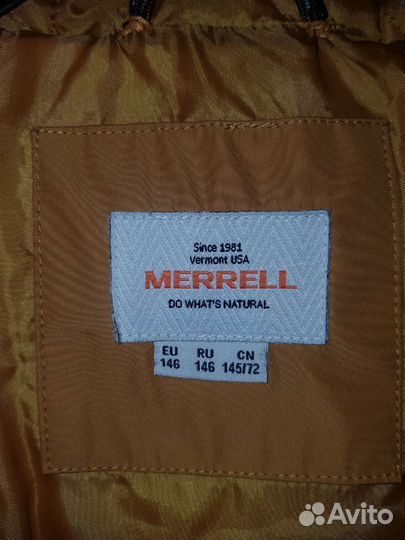 Since 1981
Vermont USA
MERRELL
DO WHAT'S NATURAL
EU RU CN
146 146 145/72
Avito